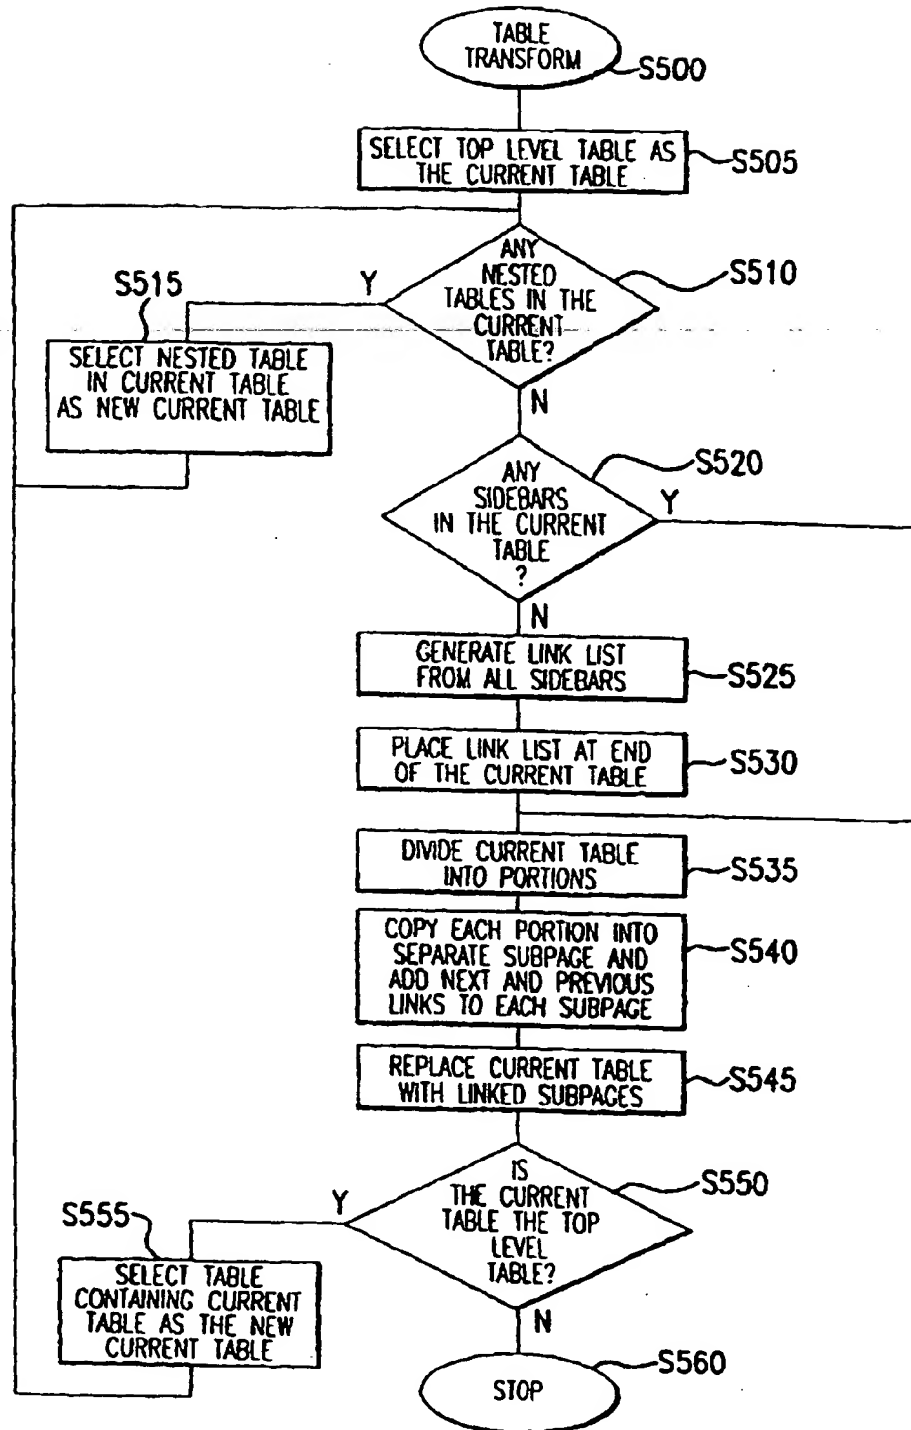 TABLE
TRANSFORM
S500
SELECT TOP LEVEL TABLE AS
THE CURRENT TABLE
S505
ANY
NESTED
TABLES IN THE
CURRENT
TABLE?
S510
Y
S515
SELECT NESTED TABLE
IN CURRENT TABLE
AS NEW CURRENT TABLE
N
ANY
SIDEBARS
IN THE CURRENT
TABLE
?
S520
Y
N
GENERATE LINK LIST
FROM ALL SIDEBARS
S525
PLACE LINK LIST AT END
OF THE CURRENT TABLE
S530
DIVIDE CURRENT TABLE
INTO PORTIONS
S535
COPY EACH PORTION INTO
SEPARATE SUBPAGE AND
ADD NEXT AND PREVIOUS
LINKS TO EACH SUBPAGE
S540
REPLACE CURRENT TABLE
WITH LINKED SUBPAGES
S545
IS
THE CURRENT
TABLE THE TOP
LEVEL
TABLE?
S550
Y
S555
SELECT TABLE
CONTAINING CURRENT
TABLE AS THE NEW
CURRENT TABLE
N
STOP
S560